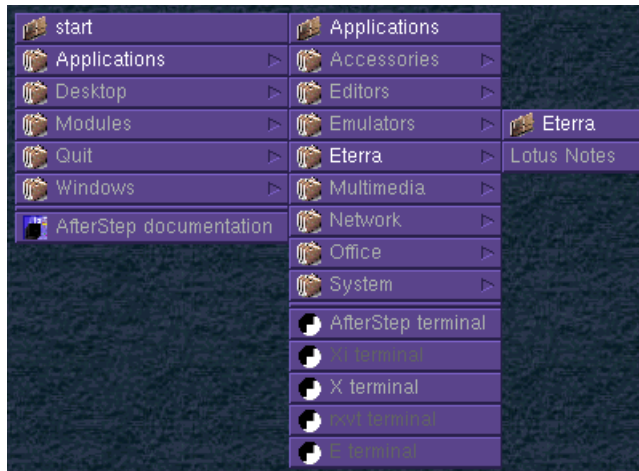 start
Applications
Desktop
Modules
Quit
Windows
AfterStep documentation
Applications
Accessories
Editors
Emulators
Eterra
Multimedia
Network
Office
System
AfterStep terminal
Xi terminal
X terminal
rxvt terminal
E terminal
Eterra
Lotus Notes